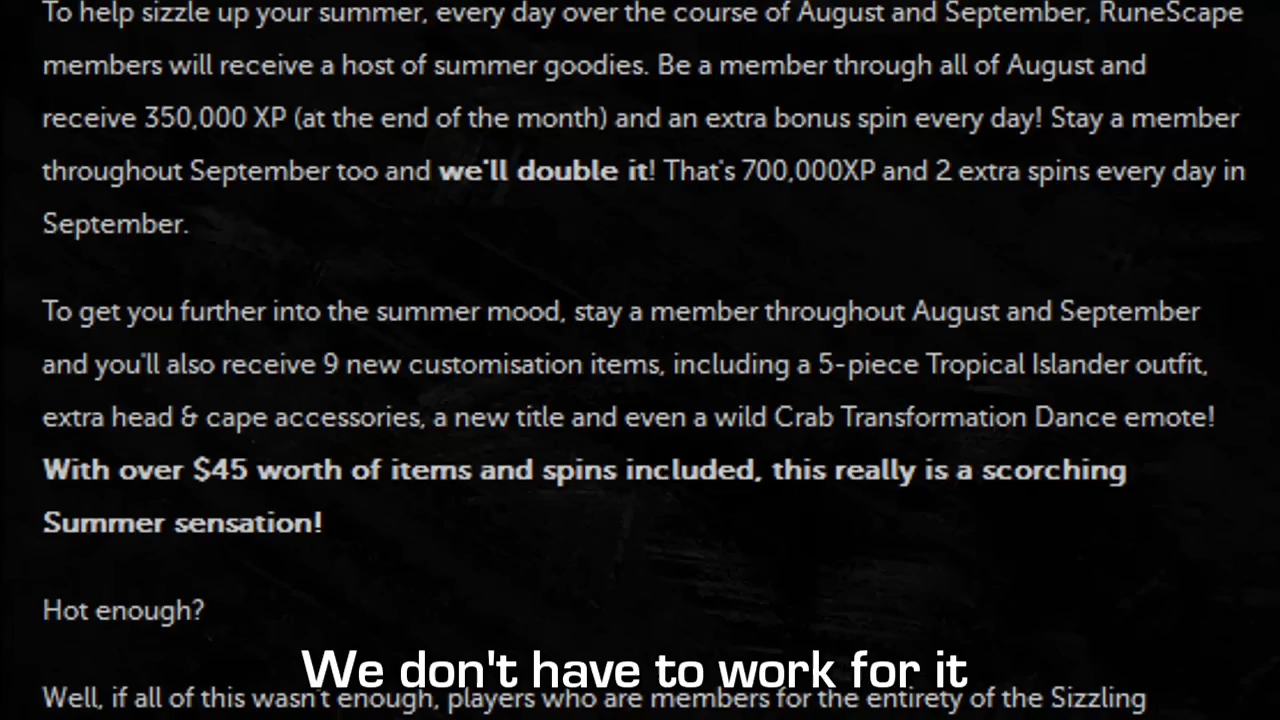 To help sizzle up your summer, every day over the course of August and September, RuneScape
members will receive a host of summer goodies. Be a member through all of August and
receive 350,000 XP (at the end of the month) and an extra bonus spin every day! Stay a member
throughout September too and we'll double it! That's 700,000XP and 2 extra spins every day in
September.
To get you further into the summer mood, stay a member throughout August and September
and you'll also receive 9 new customisation items, including a 5-piece Tropical Islander outfit,
extra head & cape accessories, a new title and even a wild Crab Transformation Dance emote!
With over $45 worth of items and spins included, this really is a scorching
Summer sensation!
Hot enough?
We don't have to work for it
Well, if all of this wasn't enough, players who are members for the entirety of the Sizzling